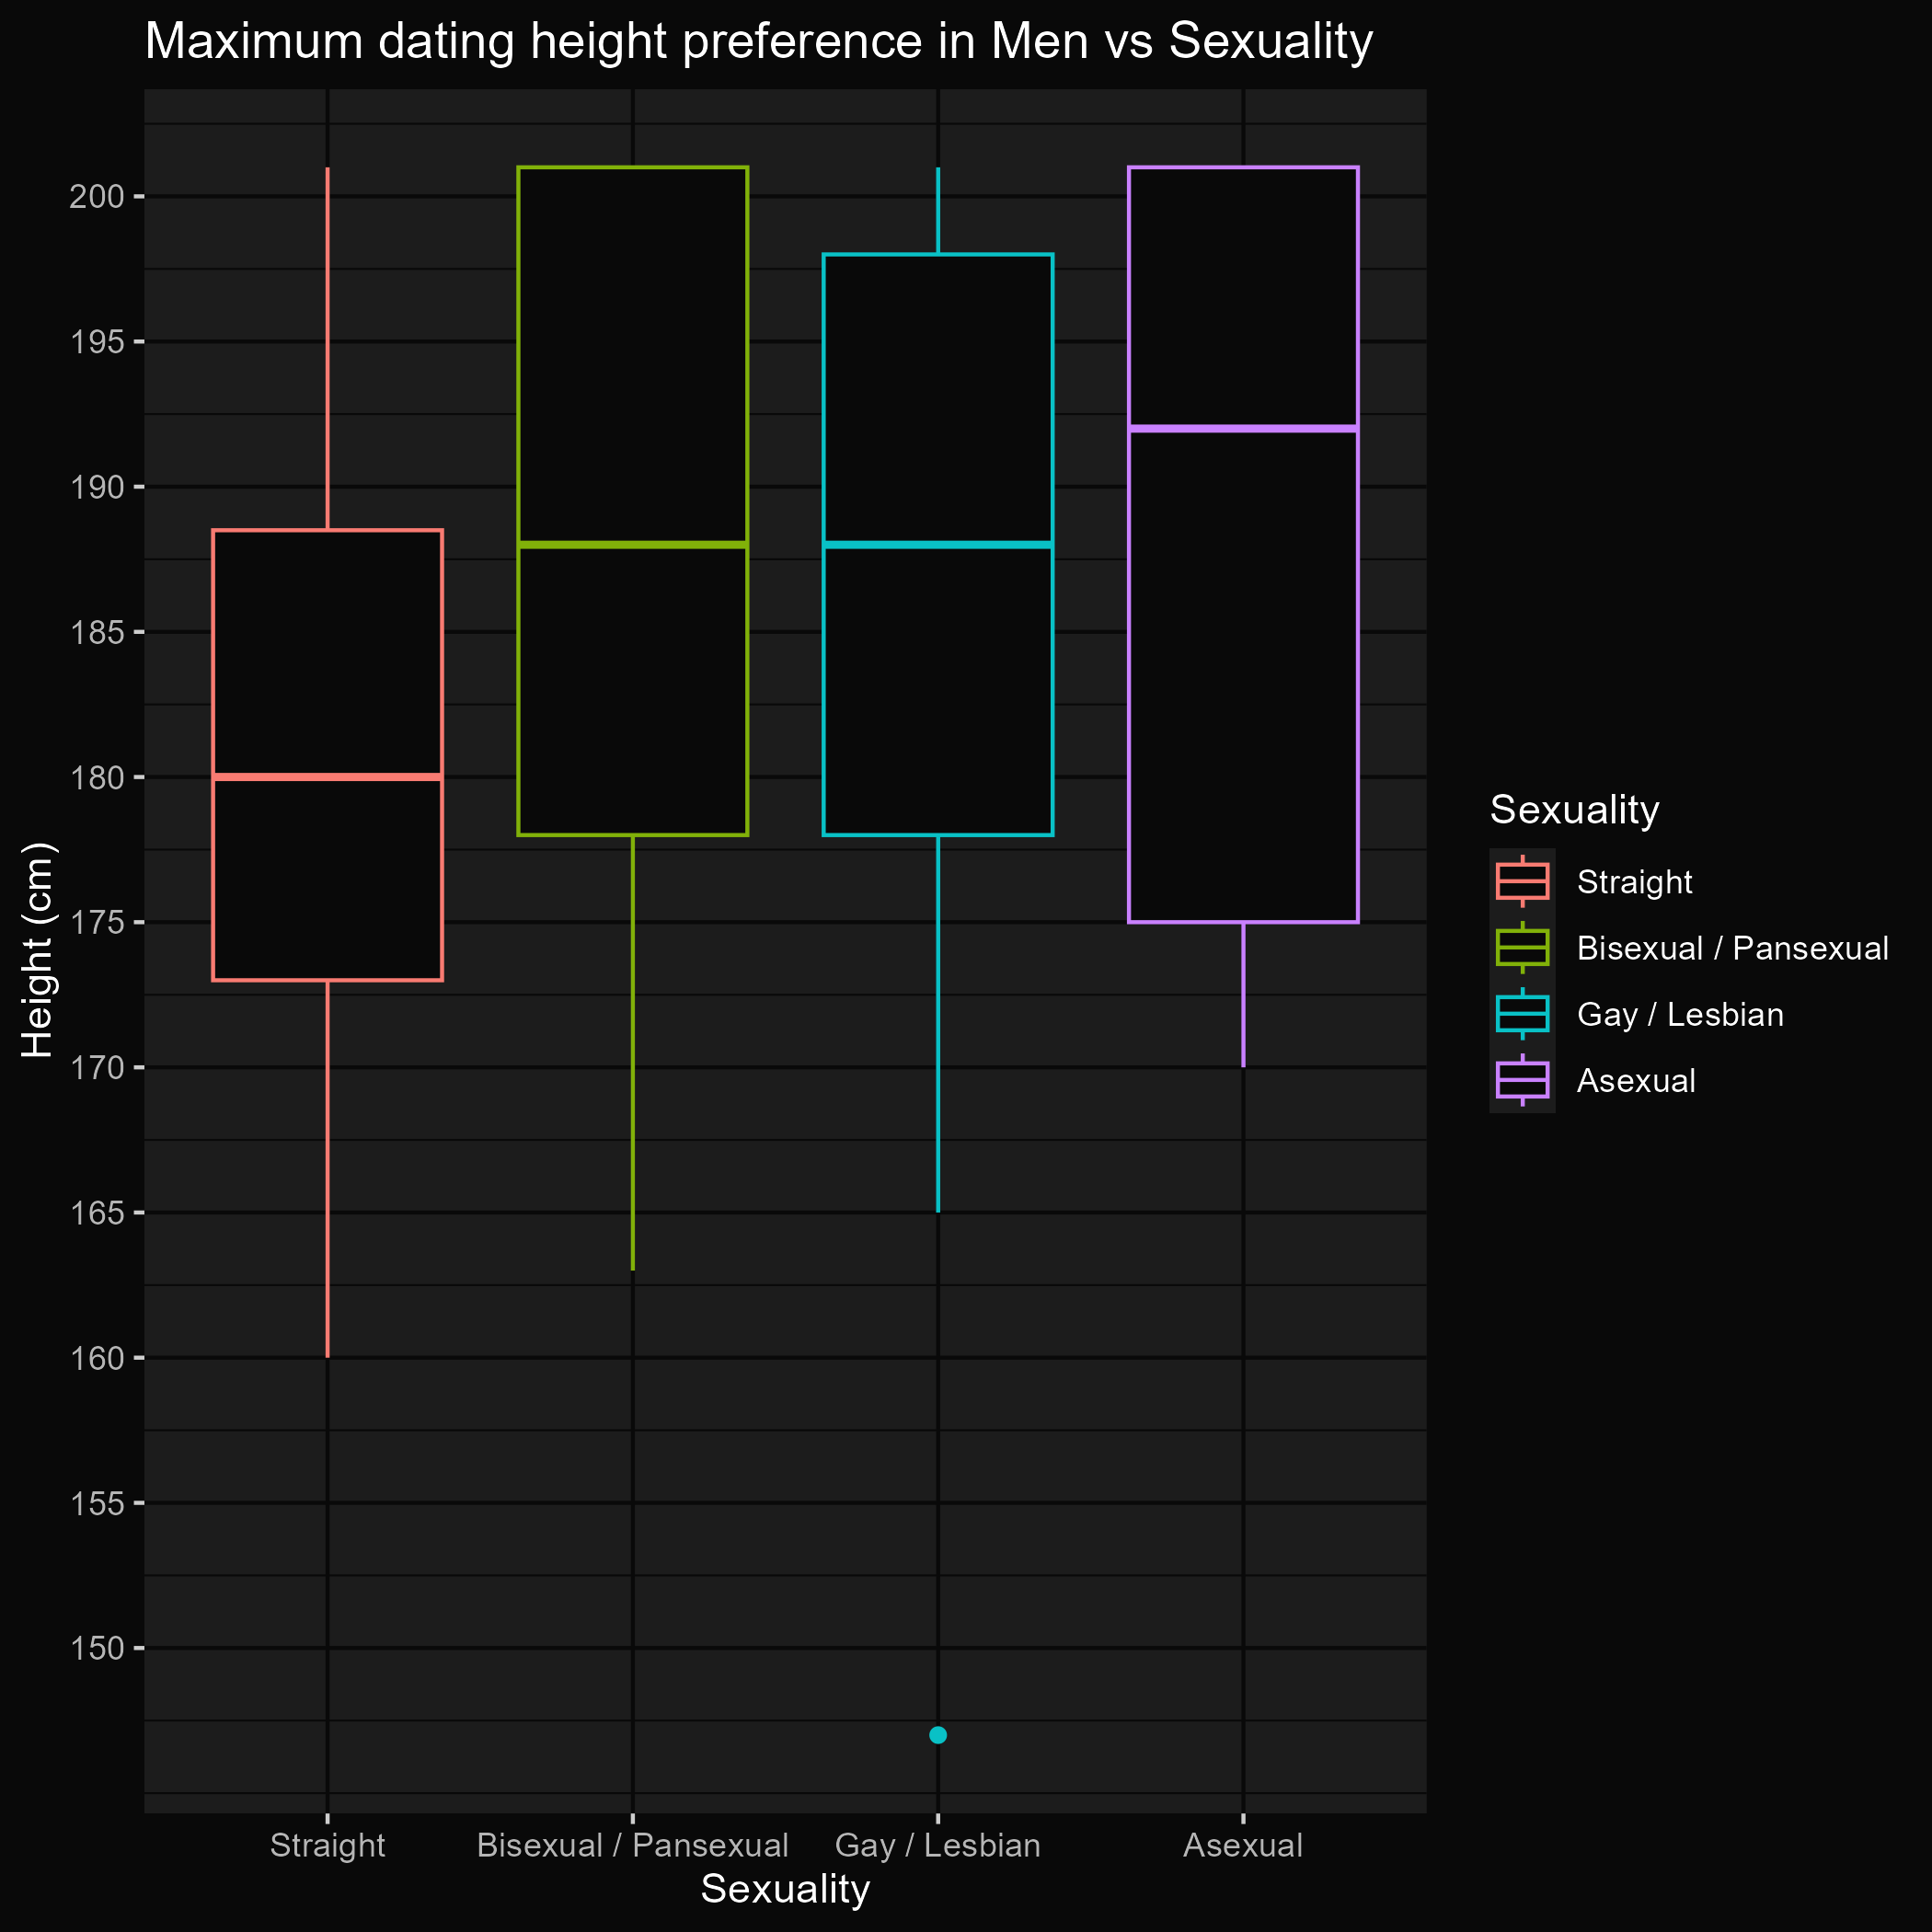 Maximum dating height preference in Men vs Sexuality
200
195
190
185
180
175
170
165
160
155
150
Height (cm)
Straight
Bisexual / Pansexual
Gay / Lesbian
Asexual
Sexuality
Sexuality
Straight
Bisexual / Pansexual
Gay / Lesbian
Asexual